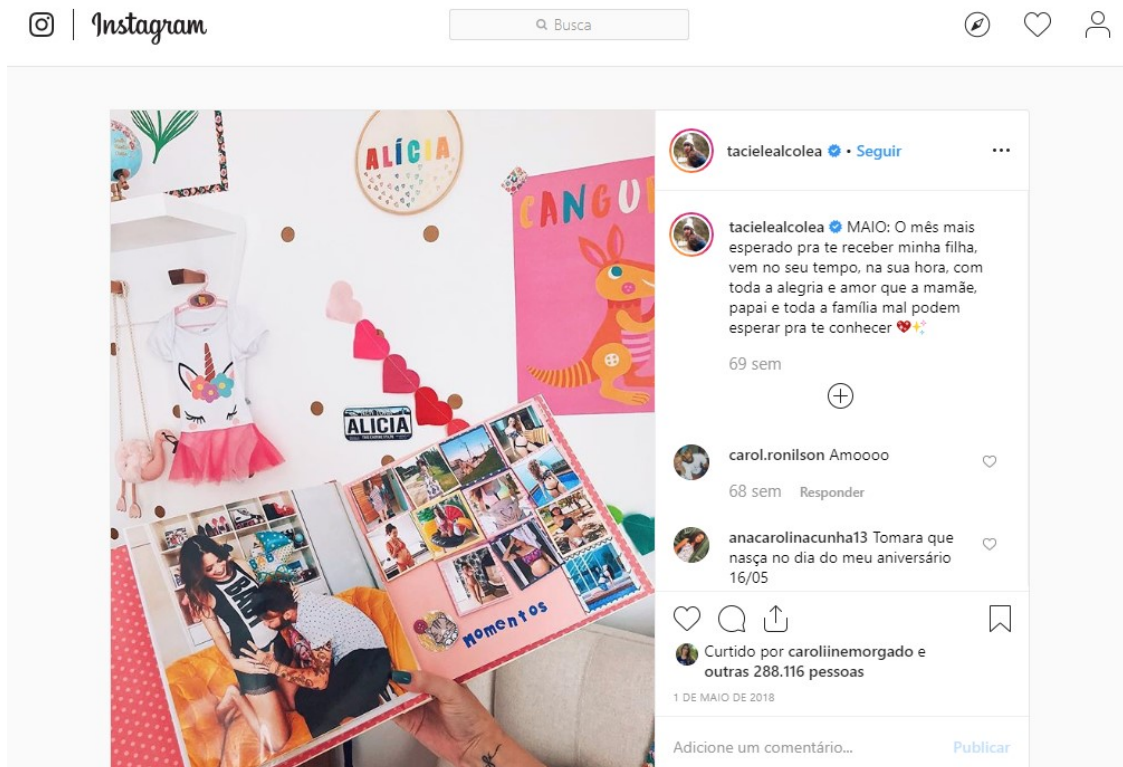 Instagram
Busca
ALÍCIA
CANGU
ALICIA
BABY
Momentos
tacielealcolea • Seguir
tacielealcolea MAIO: O mês mais
esperado pra te receber minha filha,
vem no seu tempo, na sua hora, com
toda a alegria e amor que a mamãe,
papai e toda a família mal podem
esperar pra te conhecer 💖✨
69 sem
carol.ronilson Amoooo
68 sem Responder
anacarolinacunha13 Tomara que
nasça no dia do meu aniversário
16/05
Curtido por caroliinemorgado e
outras 288.116 pessoas
1 DE MAIO DE 2018
Adicione um comentário...
Publicar